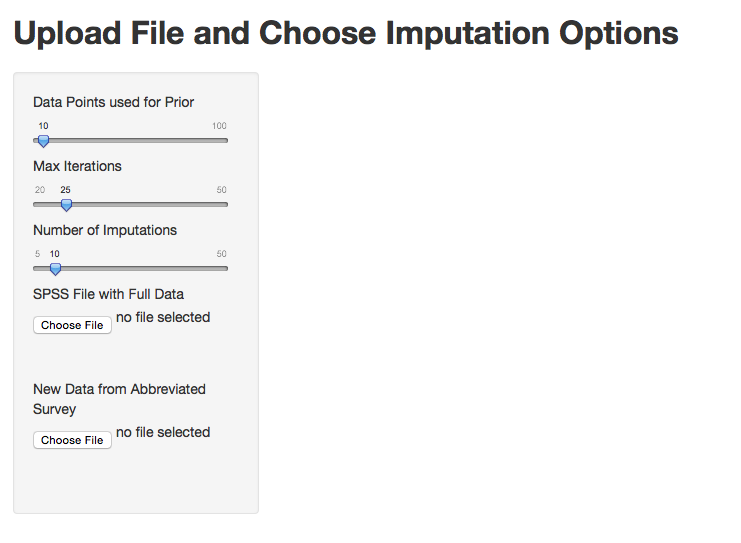 Upload File and Choose Imputation Options
Data Points used for Prior
10 100
Max Iterations
20 25 50
Number of Imputations
5 10 50
SPSS File with Full Data
Choose File no file selected
New Data from Abbreviated
Survey
Choose File no file selected